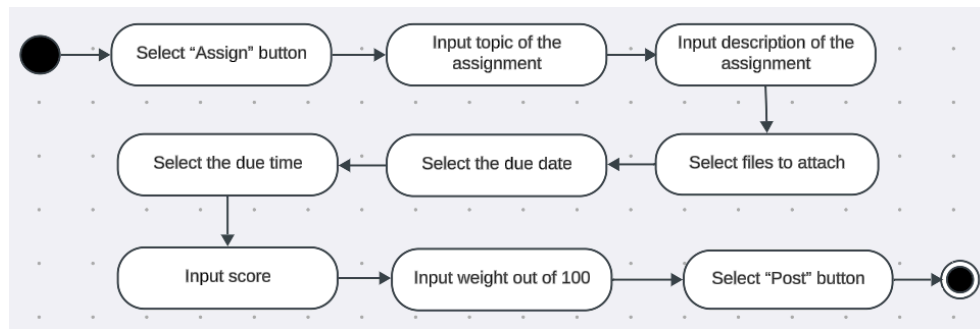 Select “Assign” button
Input topic of the
assignment
Input description of the
assignment
Select the due time
Select the due date
Select files to attach
Input score
Input weight out of 100
Select “Post” button